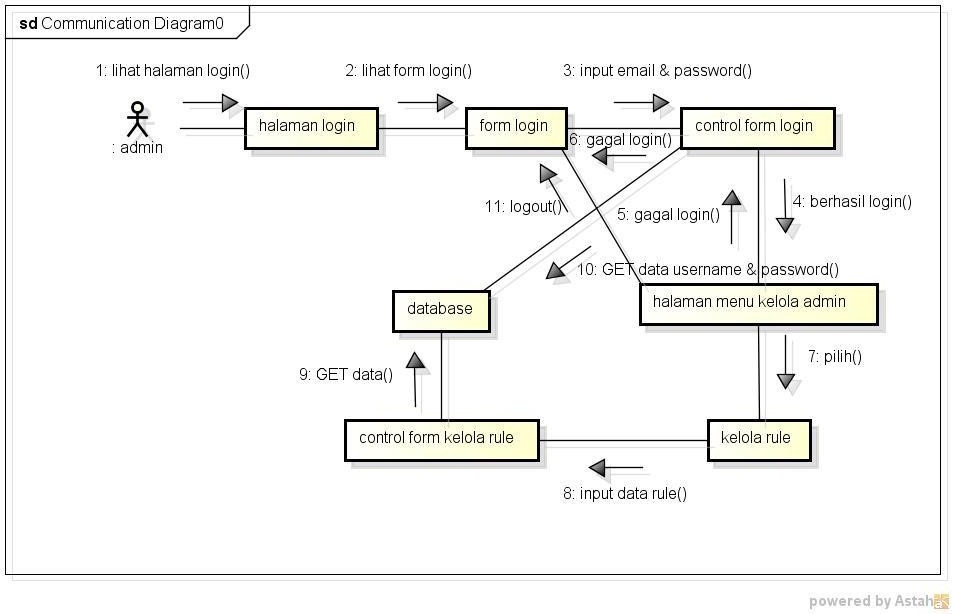 sd Communication Diagram0
1: lihat halaman login()
2: lihat form login()
3: input email & password()
: admin
halaman login
form login
control form login
6: gagal login()
11: logout()
5: gagal login()
4: berhasil login()
10: GET data username & password()
database
halaman menu kelola admin
9: GET data()
7: pilih()
control form kelola rule
kelola rule
8: input data rule()
powered by Astah